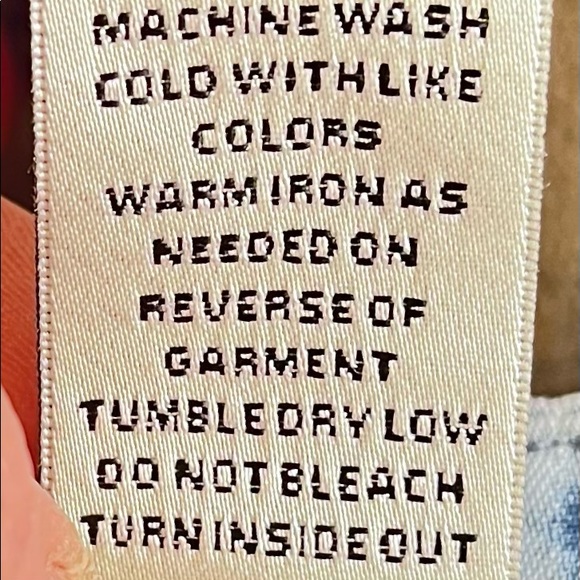 MACHINE WASH
COLD WITH LIKE
COLORS
WARM IRON AS
NEEDED ON
REVERSE OF
GARMENT
TUMBLE DRY LOW
DO NOT BLEACH
TURN INSIDE OUT